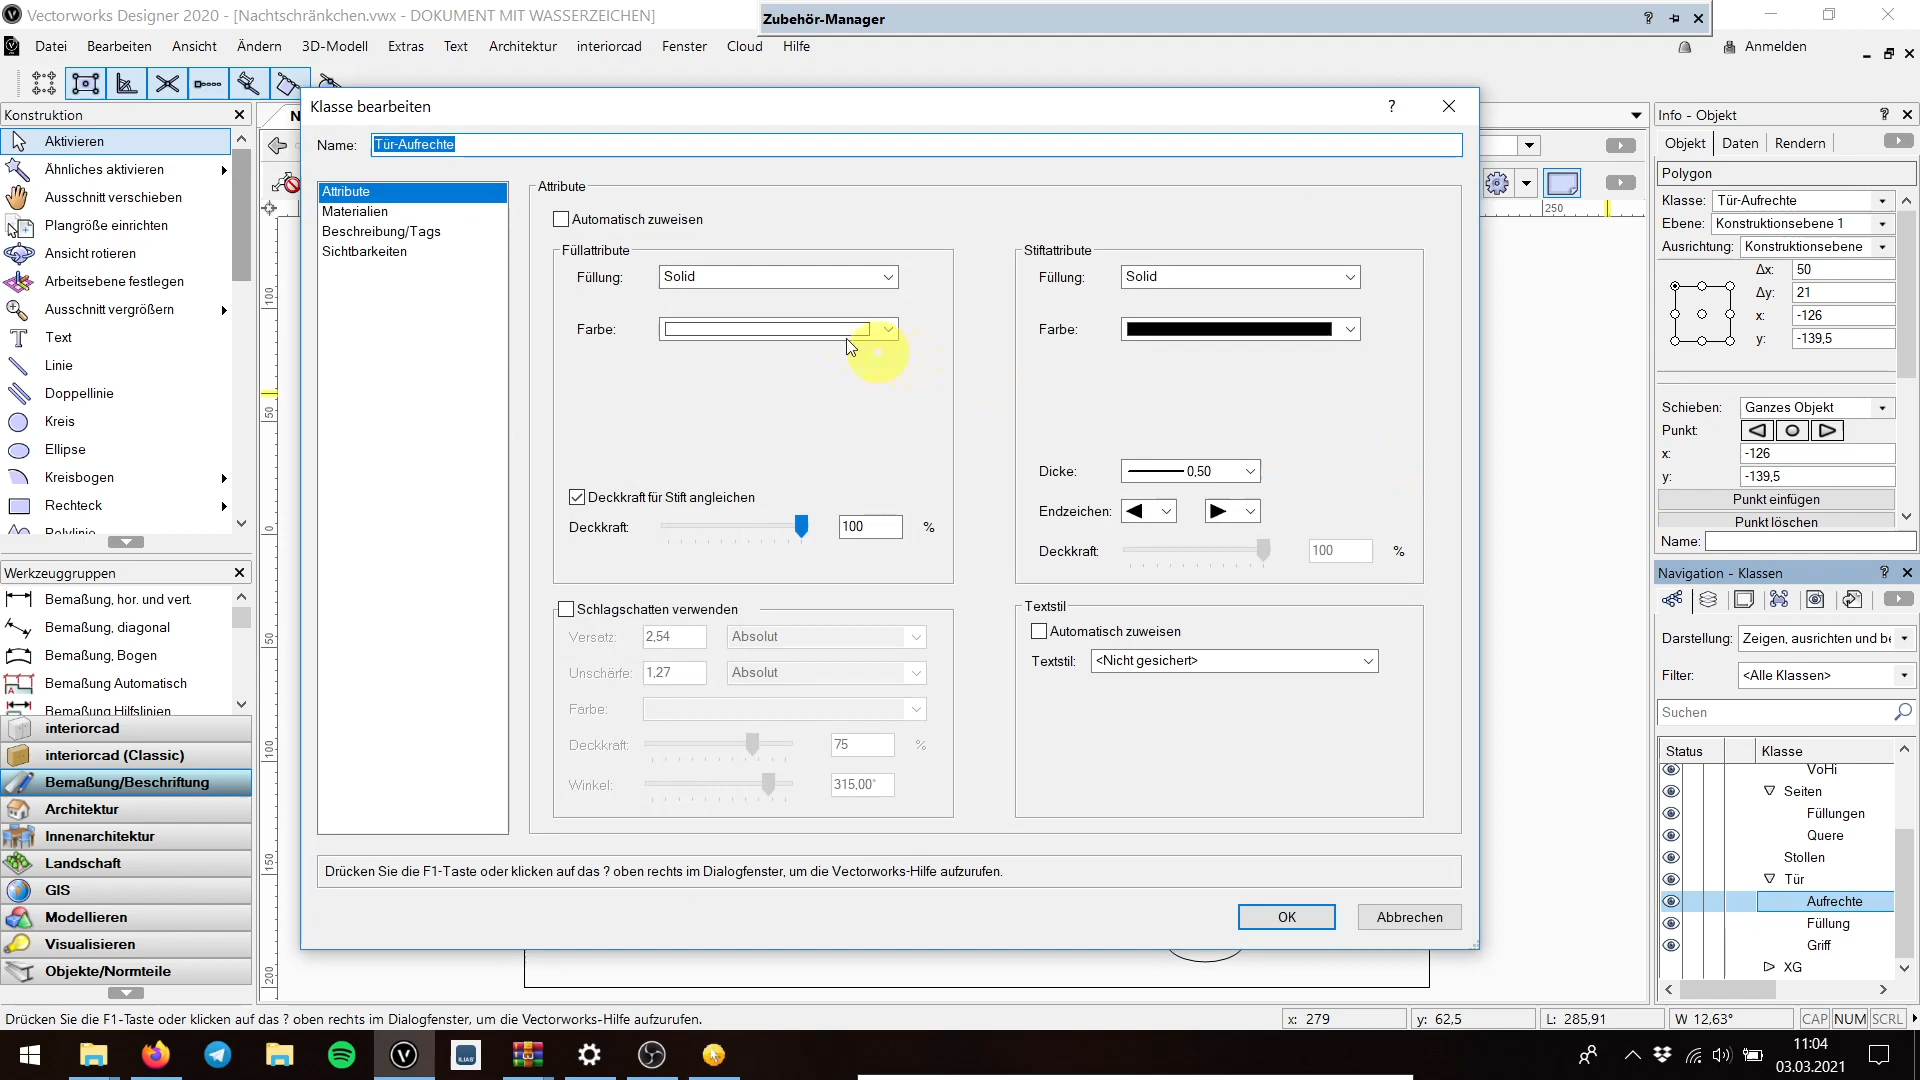 Vectorworks Designer 2020 - [Nachtschränkchen.vwx - DOKUMENT MIT WASSERZEICHEN]
Zubehör-Manager
Datei Bearbeiten Ansicht Ändern 3D-Modell Extras Text Architektur interiorcad Fenster Cloud Hilfe
Anmelden
Konstruktion
Aktivieren
Ähnliches aktivieren
Ausschnitt verschieben
Plangröße einrichten
Ansicht rotieren
Arbeitsebene festlegen
Ausschnitt vergrößern
Text
Linie
Doppellinie
Kreis
Ellipse
Kreisbogen
Rechteck
Polylinie
Werkzeuggruppen
Bemaßung, hor. und vert.
Bemaßung, diagonal
Bemaßung, Bogen
Bemaßung Automatisch
Bemaßung Hilfslinien
interiorcad
interiorcad (Classic)
Bemaßung/Beschriftung
Architektur
Innenarchitektur
Landschaft
GIS
Modellieren
Visualisieren
Objekte/Normteile
N
100
50
0
50
100
150
200
250
Klasse bearbeiten
?
Name: Tür-Aufrechte
Attribute
Materialien
Beschreibung/Tags
Sichtbarkeiten
Attribute
Automatisch zuweisen
Füllattribute
Füllung: Solid
Farbe:
Deckkraft für Stift angleichen
Deckkraft: 100 %
Stiftattribute
Füllung: Solid
Farbe:
Dicke: 0,50
Endzeichen:
Deckkraft: 100 %
Schlagschatten verwenden
Versatz: 2,54 Absolut
Unschärfe: 1,27 Absolut
Farbe:
Deckkraft: 75 %
Winkel: 315,00°
Textstil
Automatisch zuweisen
Textstil: <Nicht gesichert>
Drücken Sie die F1-Taste oder klicken auf das ? oben rechts im Dialogfenster, um die Vectorworks-Hilfe aufzurufen.
OK Abbrechen
Info - Objekt
Objekt Daten Rendern
Polygon
Klasse: Tür-Aufrechte
Ebene: Konstruktionsebene 1
Ausrichtung: Konstruktionsebene
Δx: 50
Δy: 21
x: -126
y: -139,5
Schieben: Ganzes Objekt
Punkt:
x: -126
y: -139,5
Punkt einfügen
Punkt löschen
Name:
Navigation - Klassen
Darstellung: Zeigen, ausrichten und be
Filter: <Alle Klassen>
Suchen
Status Klasse
VoHi
Seiten
Füllungen
Quere
Stollen
Tür
Aufrechte
Füllung
Griff
XG
Drücken Sie die F1-Taste oder klicken auf das ? oben rechts im Dialogfenster, um die Vectorworks-Hilfe aufzurufen.
x: 279 y: 62,5 L: 285,91 W 12,63° CAP NUM SCRL
ILIAS
11:04
03.03.2021